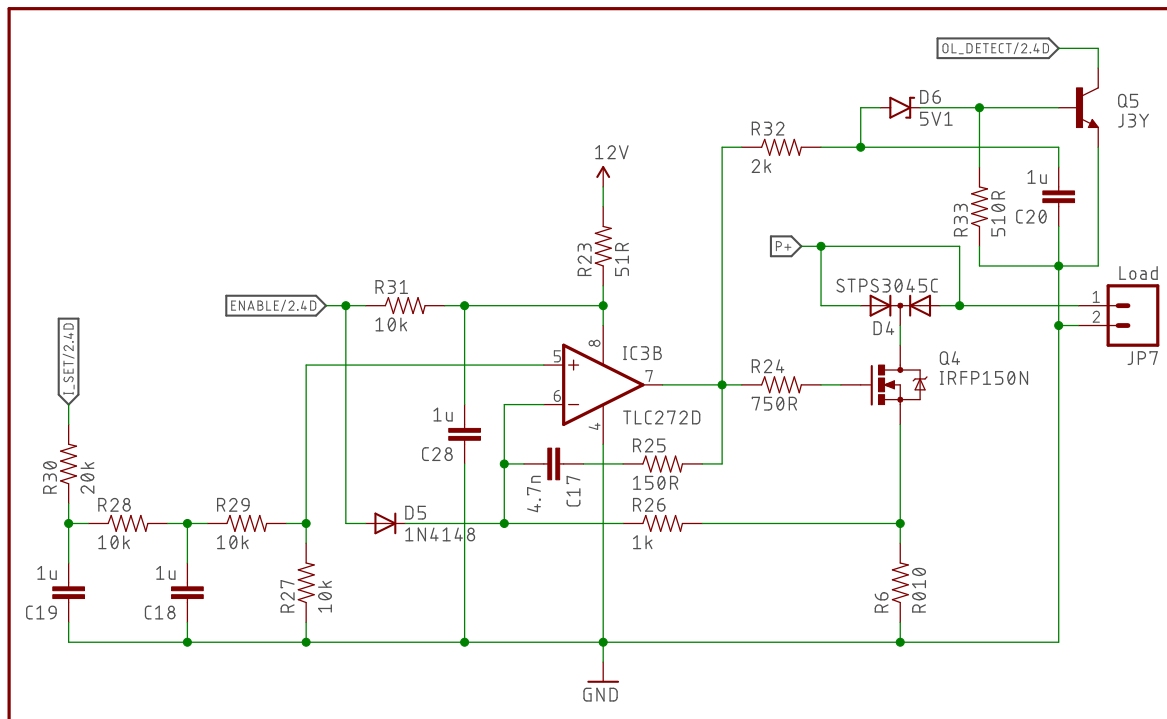 OL_DETECT/2.4D
D6
5V1
Q5
J3Y
R32
2k
12V
1u
C20
R33
510R
R23
51R
P+
Load
STPS3045C
D4
1
2
JP7
R31
10k
ENABLE/2.4D
I_SET/2.4D
8
IC3B
5
+
6
-
7
4
TLC272D
R24
750R
Q4
IRFP150N
1u
C28
R30
20k
4.7n
C17
R25
150R
R28
10k
R29
10k
D5
1N4148
R26
1k
1u
C19
1u
C18
R27
10k
R6
R010
GND